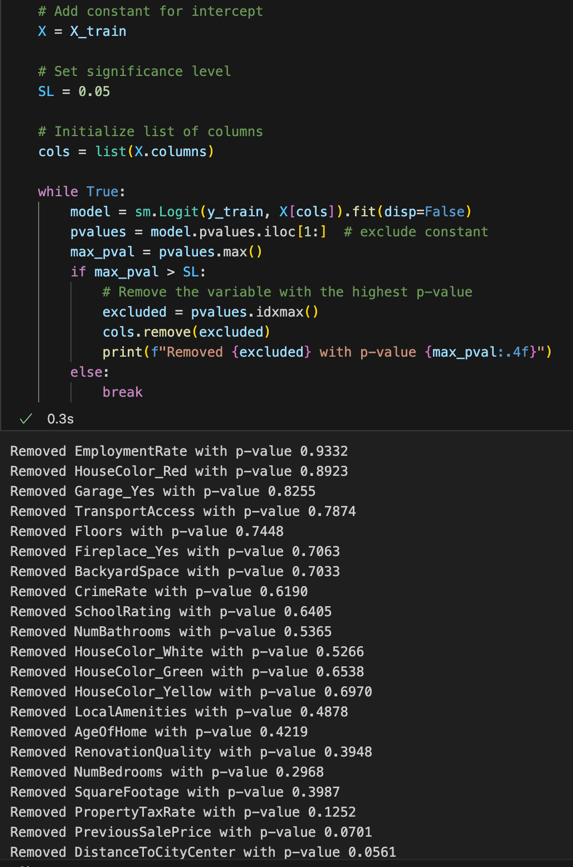 # Add constant for intercept
X = X_train
# Set significance level
SL = 0.05
# Initialize list of columns
cols = list(X.columns)
while True:
    model = sm.Logit(y_train, X[cols]).fit(disp=False)
    pvalues = model.pvalues.iloc[1:]  # exclude constant
    max_pval = pvalues.max()
    if max_pval > SL:
        # Remove the variable with the highest p-value
        excluded = pvalues.idxmax()
        cols.remove(excluded)
        print(f"Removed {excluded} with p-value {max_pval:.4f}")
    else:
        break
✓ 0.3s
Removed EmploymentRate with p-value 0.9332
Removed HouseColor_Red with p-value 0.8923
Removed Garage_Yes with p-value 0.8255
Removed TransportAccess with p-value 0.7874
Removed Floors with p-value 0.7448
Removed Fireplace_Yes with p-value 0.7063
Removed BackyardSpace with p-value 0.7033
Removed CrimeRate with p-value 0.6190
Removed SchoolRating with p-value 0.6405
Removed NumBathrooms with p-value 0.5365
Removed HouseColor_White with p-value 0.5266
Removed HouseColor_Green with p-value 0.6538
Removed HouseColor_Yellow with p-value 0.6970
Removed LocalAmenities with p-value 0.4878
Removed AgeOfHome with p-value 0.4219
Removed RenovationQuality with p-value 0.3948
Removed NumBedrooms with p-value 0.2968
Removed SquareFootage with p-value 0.3987
Removed PropertyTaxRate with p-value 0.1252
Removed PreviousSalePrice with p-value 0.0701
Removed DistanceToCityCenter with p-value 0.0561